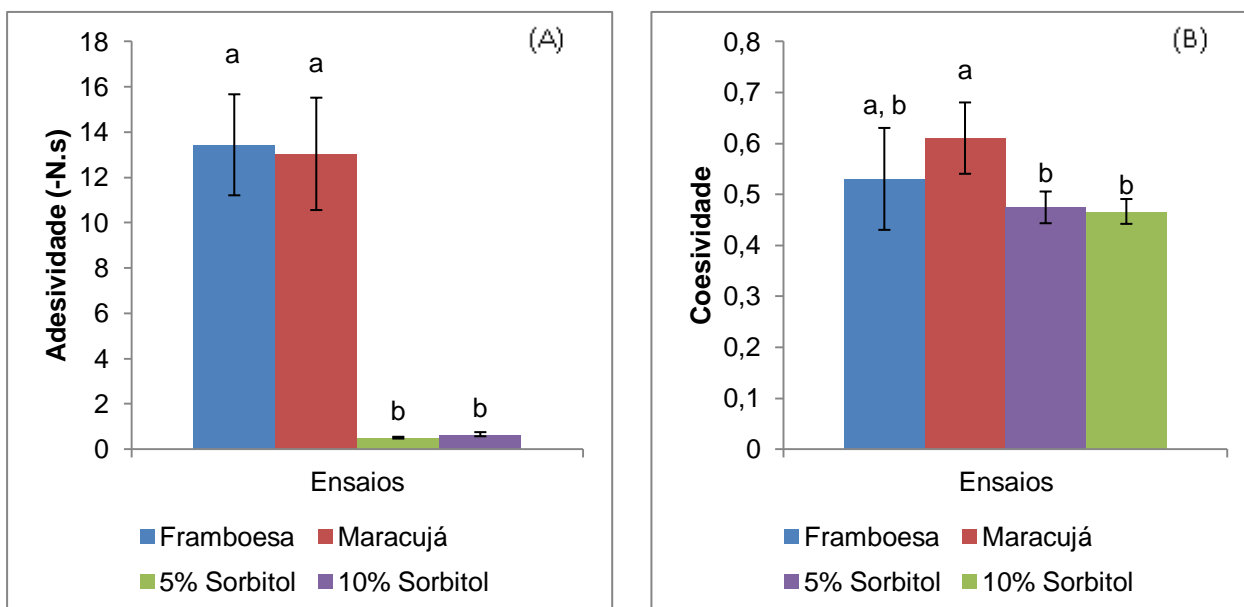 (A)
Adesividade (-N.s)
18
16
14
12
10
8
6
4
2
0
a
a
b
b
Ensaios
Framboesa Maracujá
5% Sorbitol 10% Sorbitol
(B)
Coesividade
0,8
0,7
0,6
0,5
0,4
0,3
0,2
0,1
0
a, b
a
b
b
Ensaios
Framboesa Maracujá
5% Sorbitol 10% Sorbitol